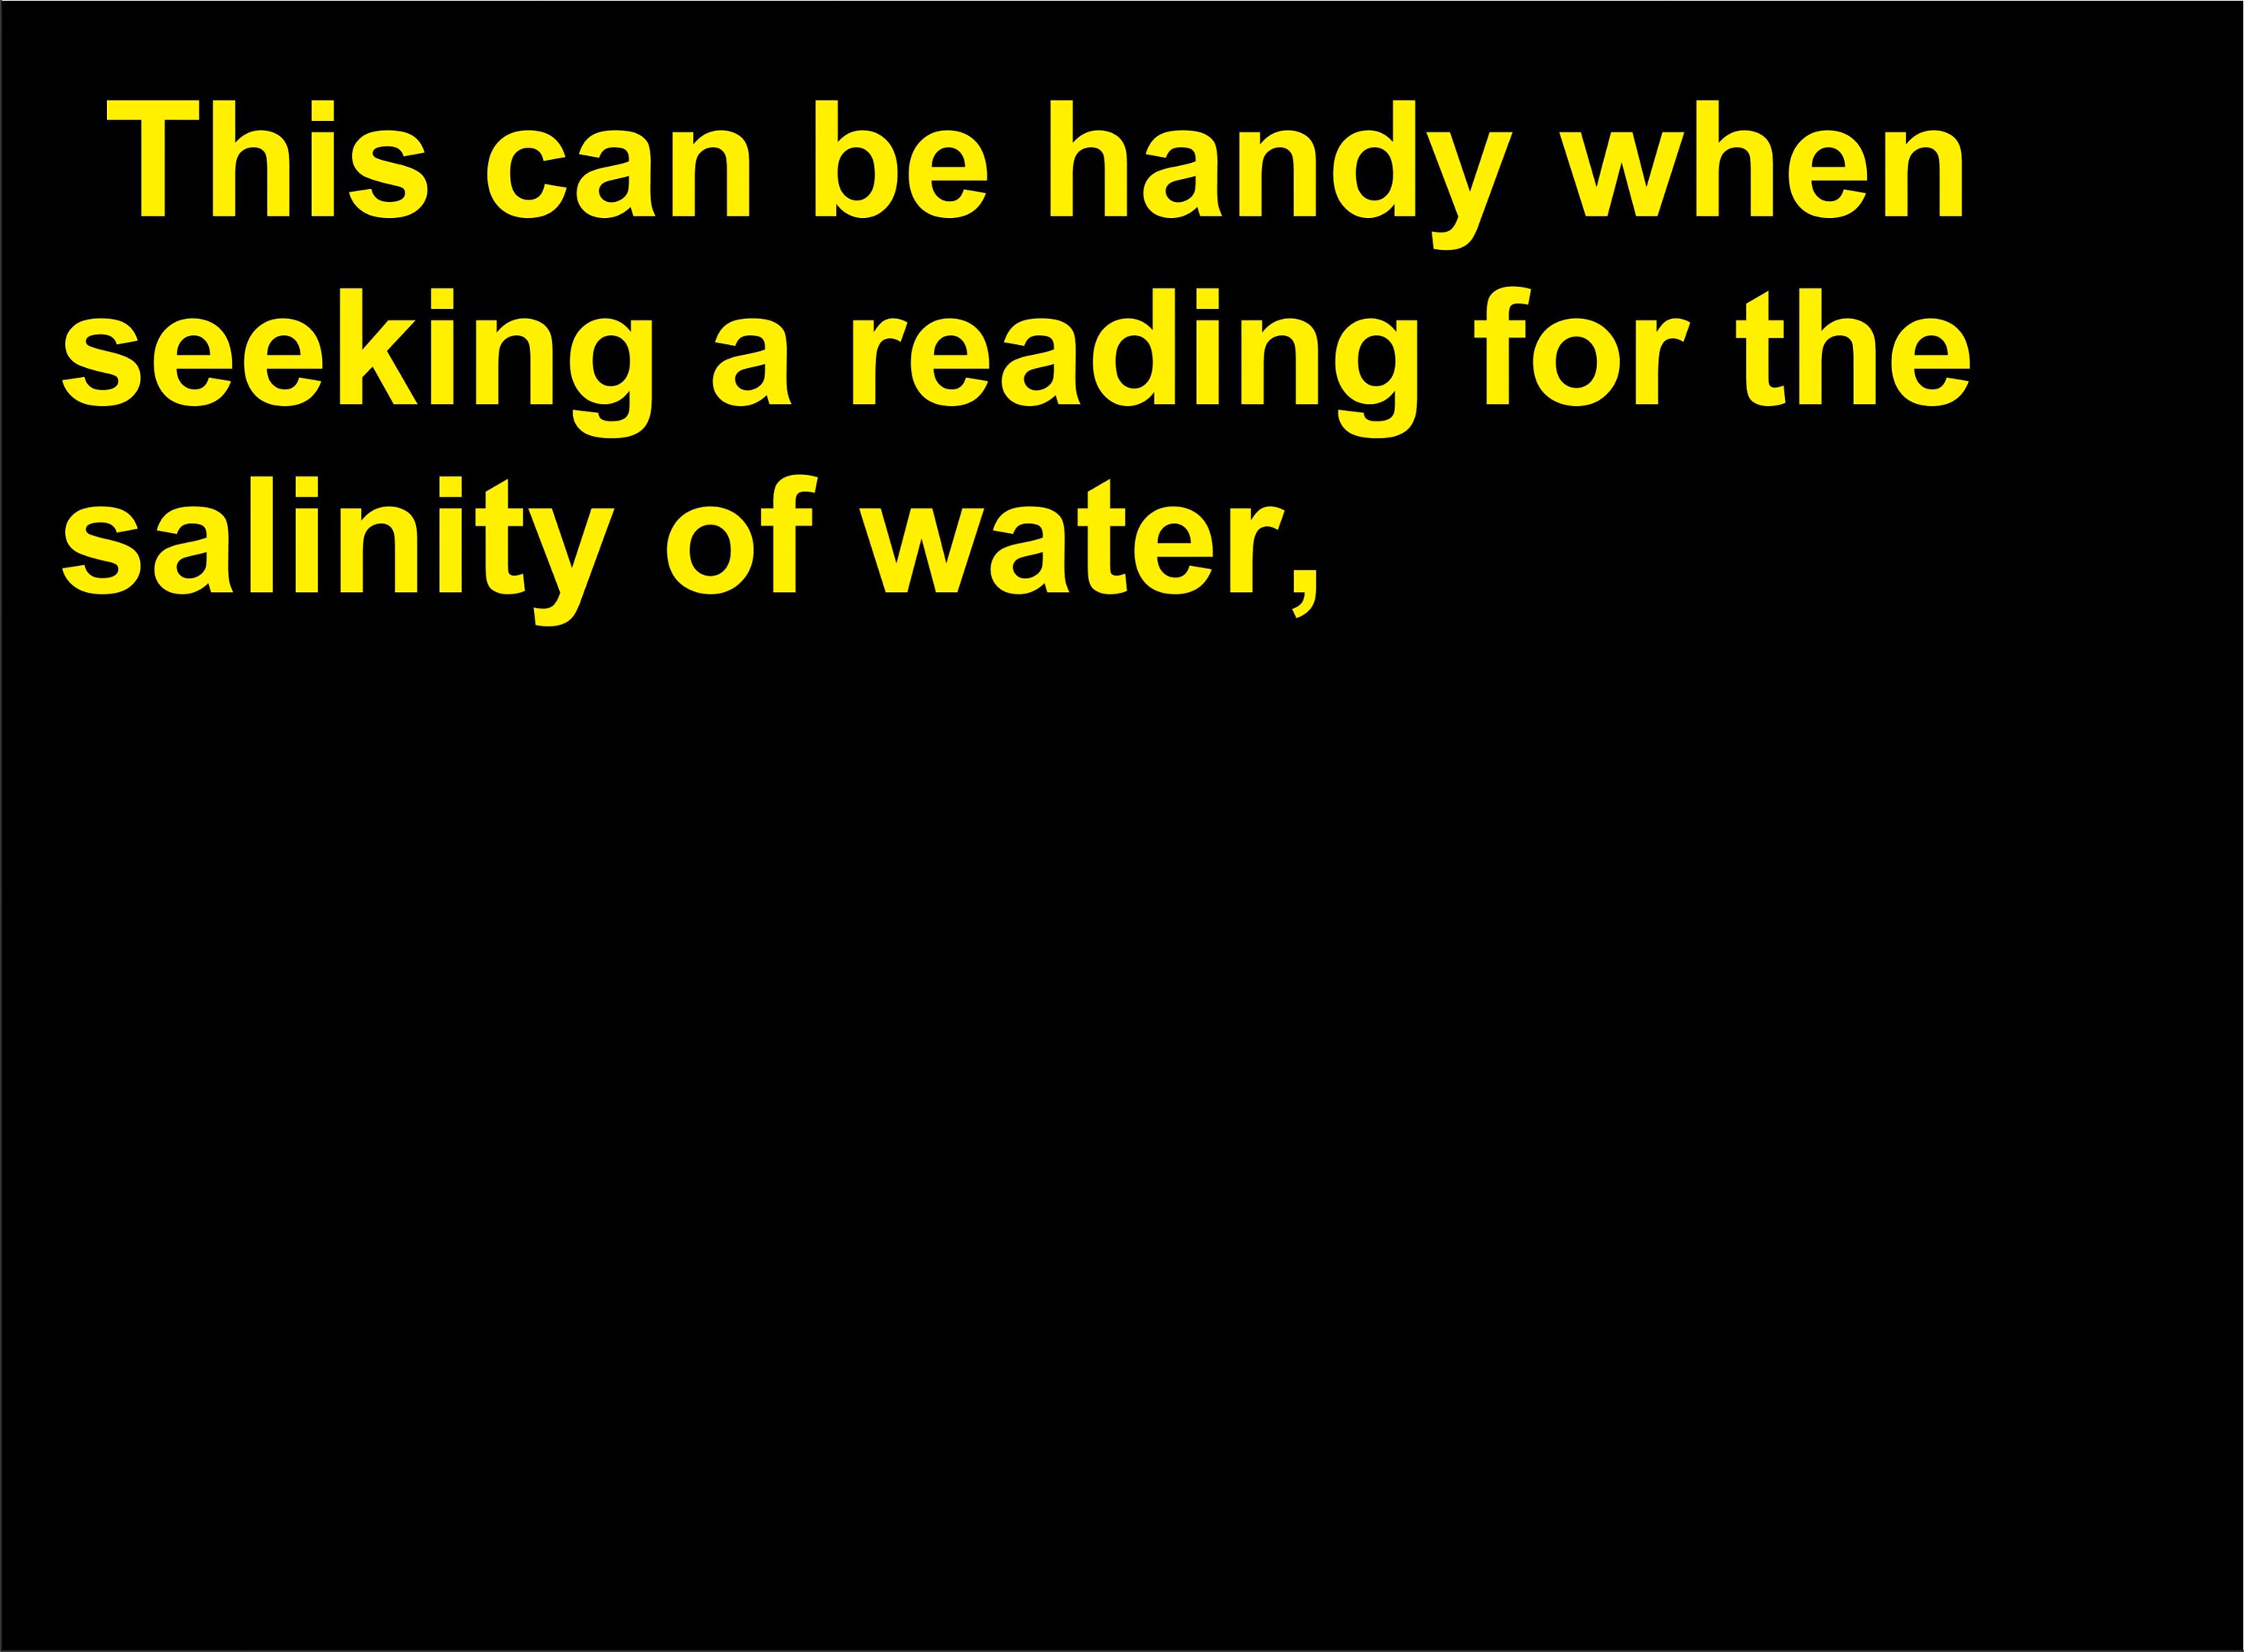 This can be handy when
seeking a reading for the
salinity of water,